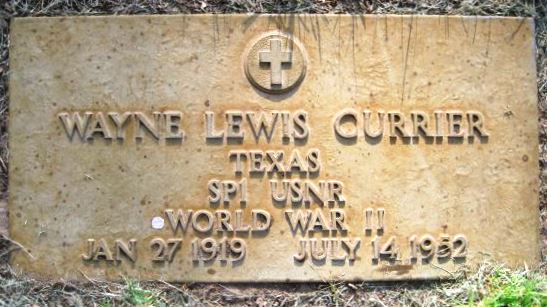 WAYNE LEWIS CURRIER
TEXAS
SP1 USNR
WORLD WAR II
JAN 27 1919 JULY 14 1952